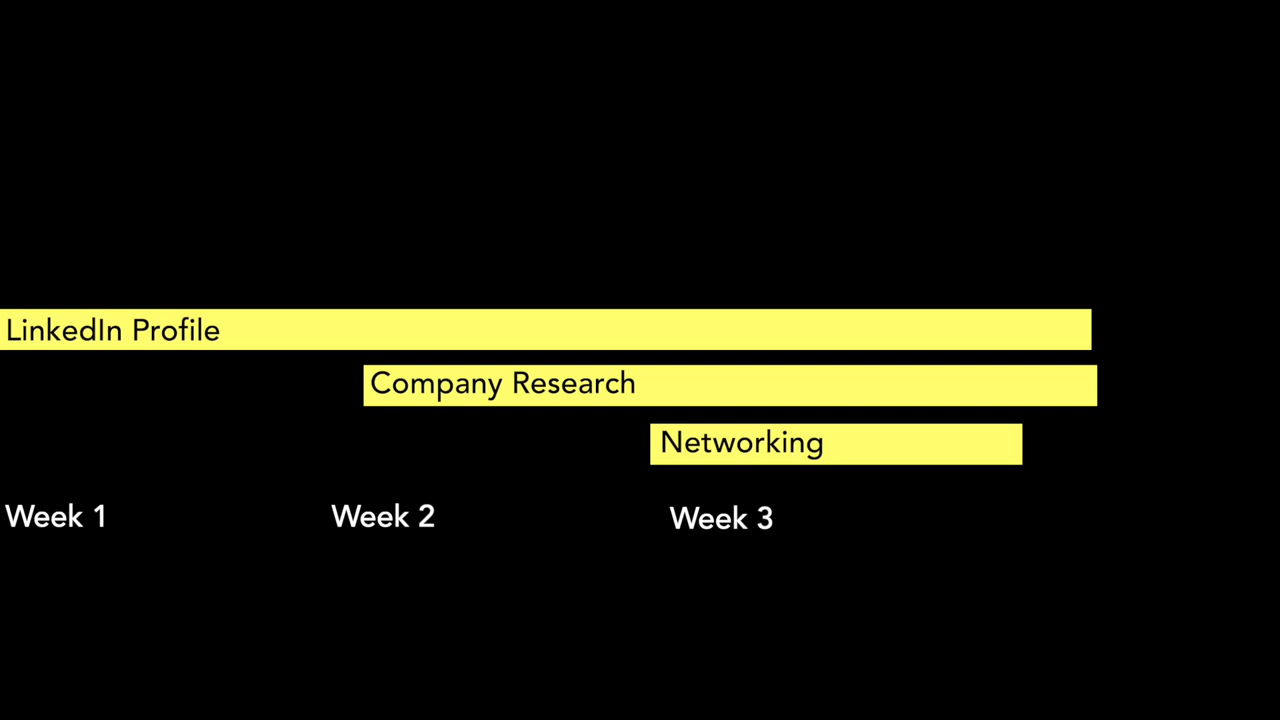 LinkedIn Profile
Company Research
Networking
Week 1
Week 2
Week 3